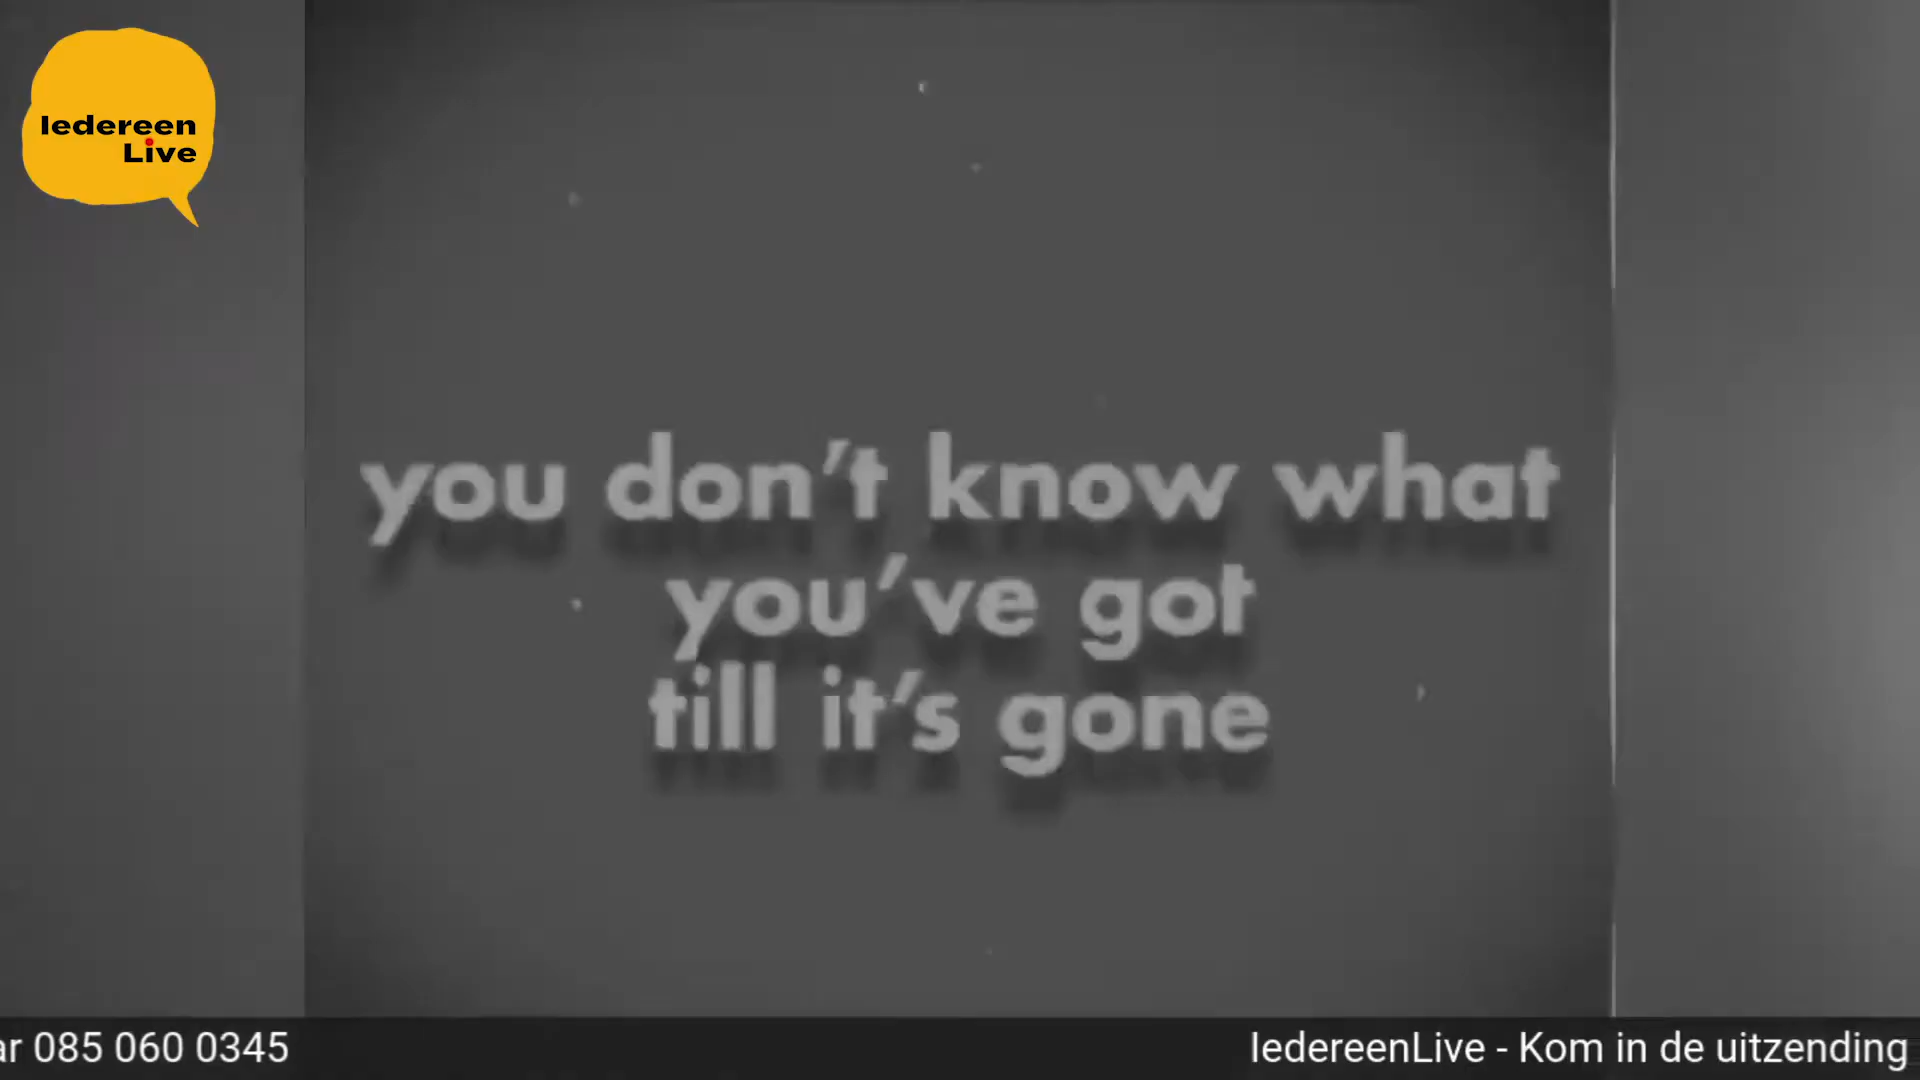 Iedereen
Live
you don't know what
you've got
till it's gone
ar 085 060 0345
IedereenLive - Kom in de uitzending